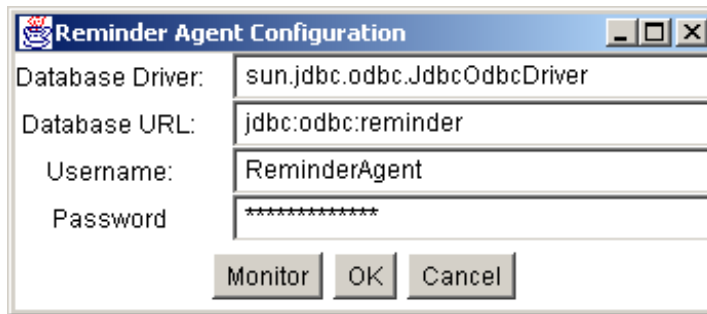 Reminder Agent Configuration
Database Driver: sun.jdbc.odbc.JdbcOdbcDriver
Database URL: jdbc:odbc:reminder
Username: ReminderAgent
Password *************
Monitor OK Cancel